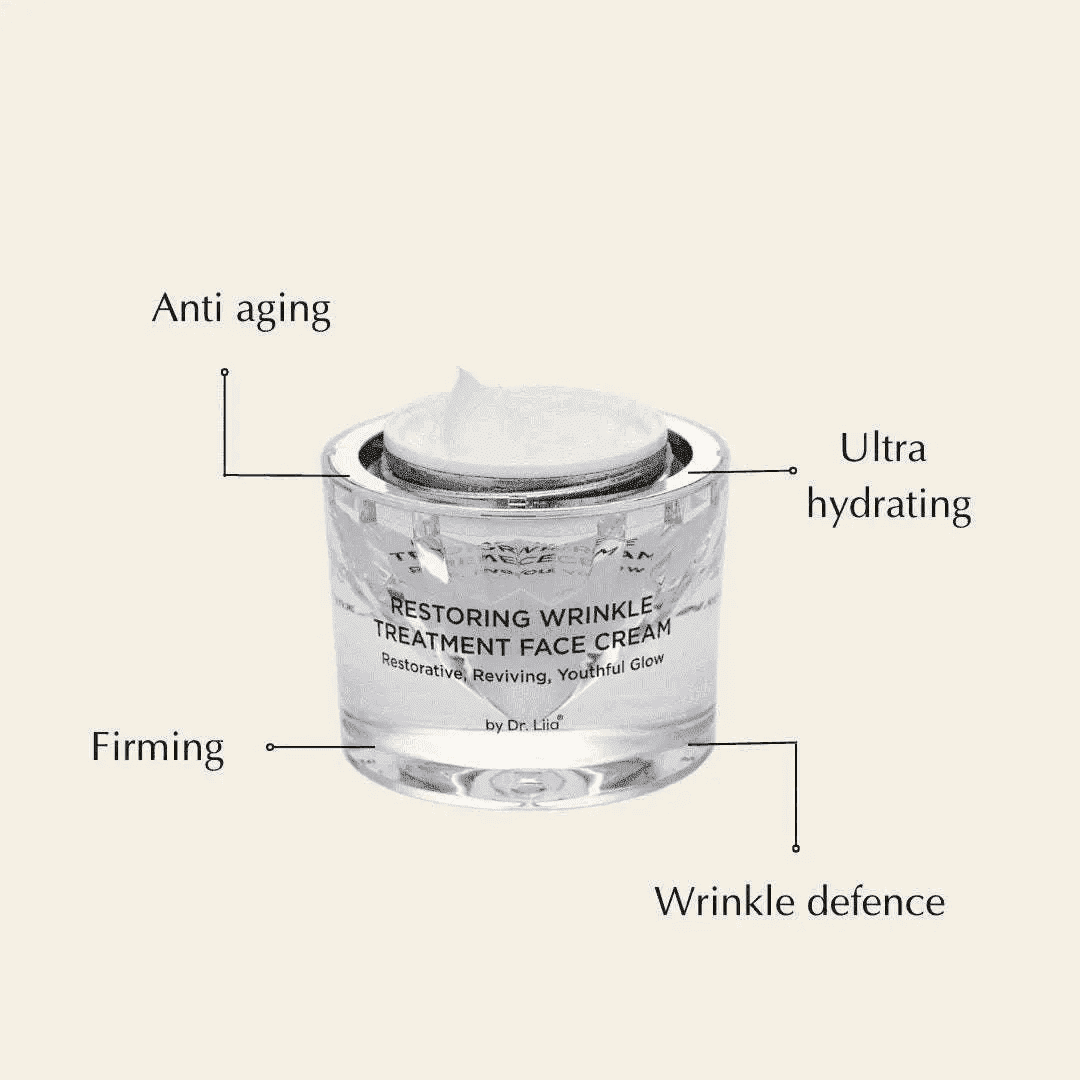 Anti aging
Ultra
hydrating
RESTORING WRINKLE
TREATMENT FACE CREAM
Restorative, Reviving, Youthful Glow
by Dr. Liia®
Firming
Wrinkle defence